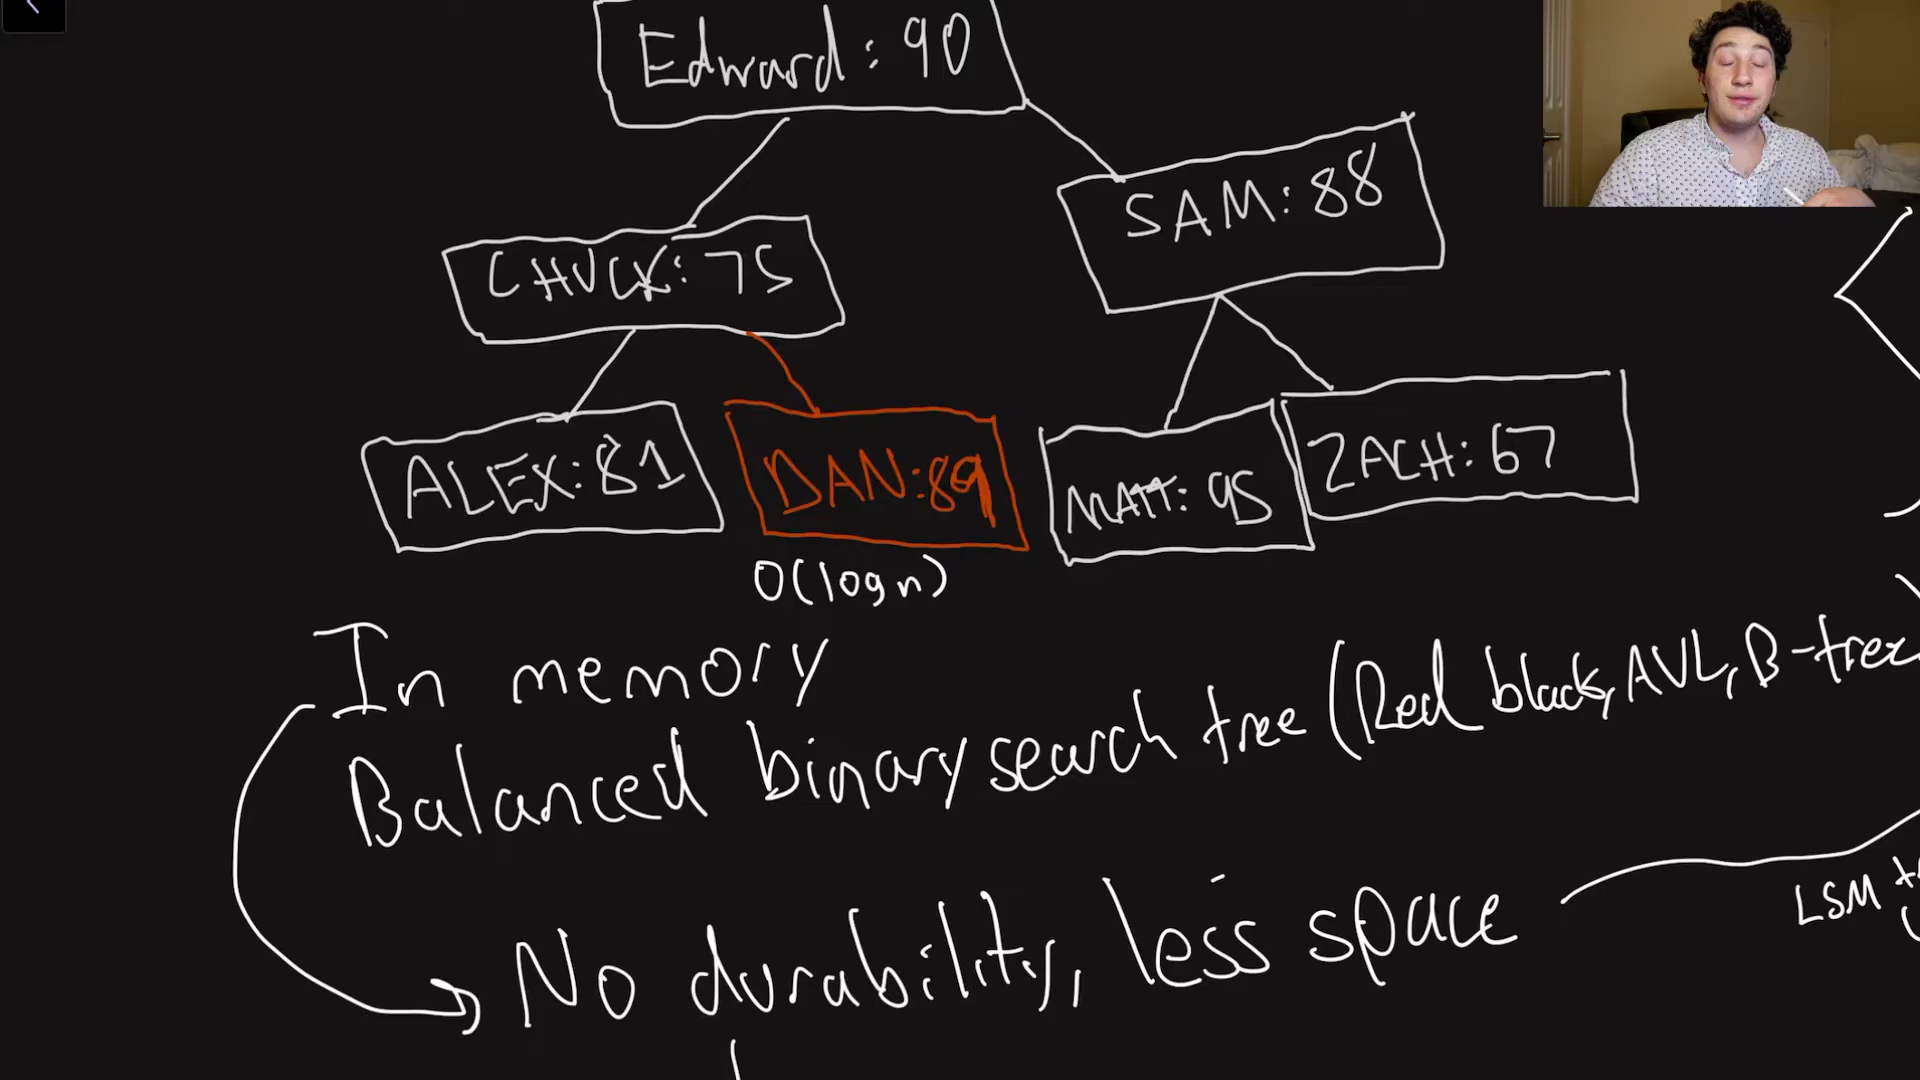 Edward: 90
SAM: 88
CHUCK: 75
ALEX: 81
DAN: 89
MATT: 95
ZACH: 67
O(log n)
In memory
Balanced binary search tree (Red black, AVL, B-tree
No durability, less space
LSM